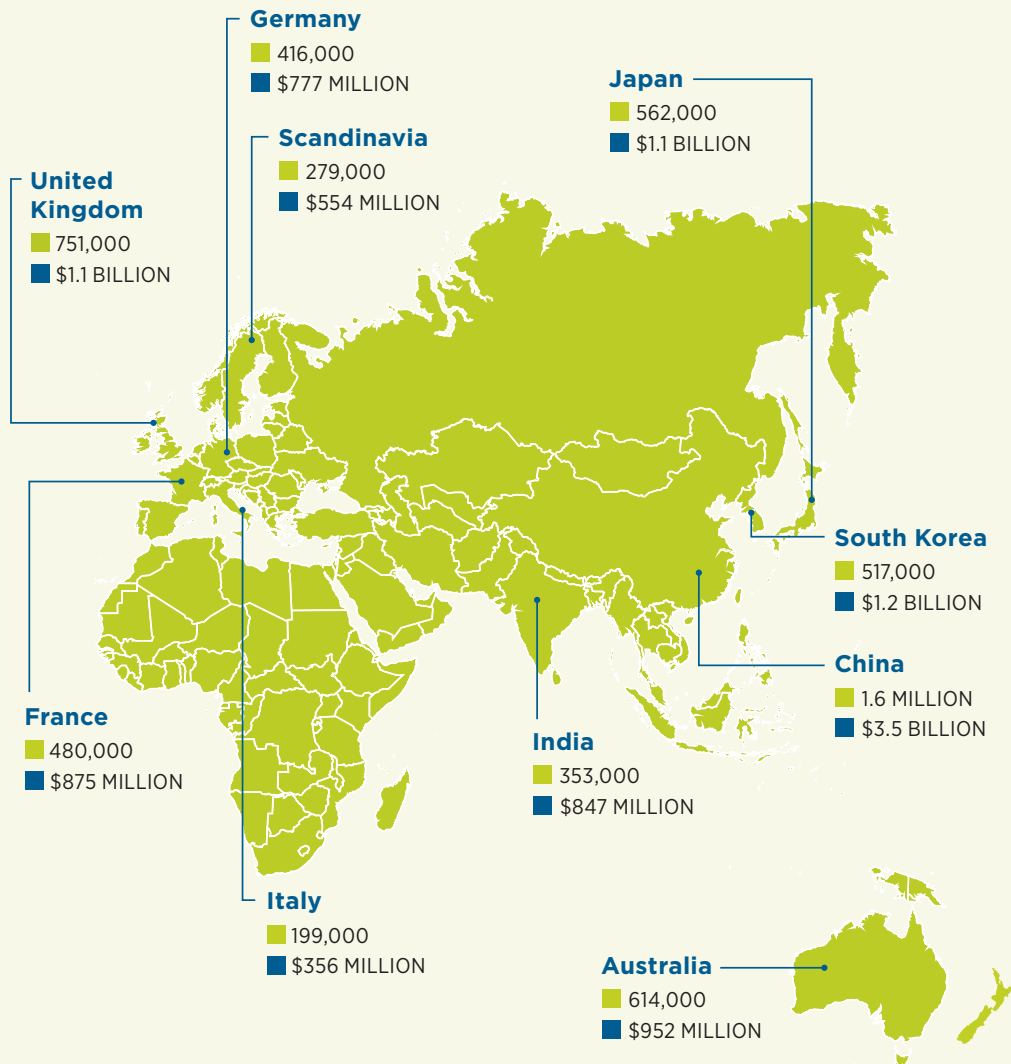 Germany
416,000
$777 MILLION
Japan
562,000
$1.1 BILLION
Scandinavia
279,000
$554 MILLION
United
Kingdom
751,000
$1.1 BILLION
South Korea
517,000
$1.2 BILLION
China
1.6 MILLION
$3.5 BILLION
France
480,000
$875 MILLION
India
353,000
$847 MILLION
Italy
199,000
$356 MILLION
Australia
614,000
$952 MILLION